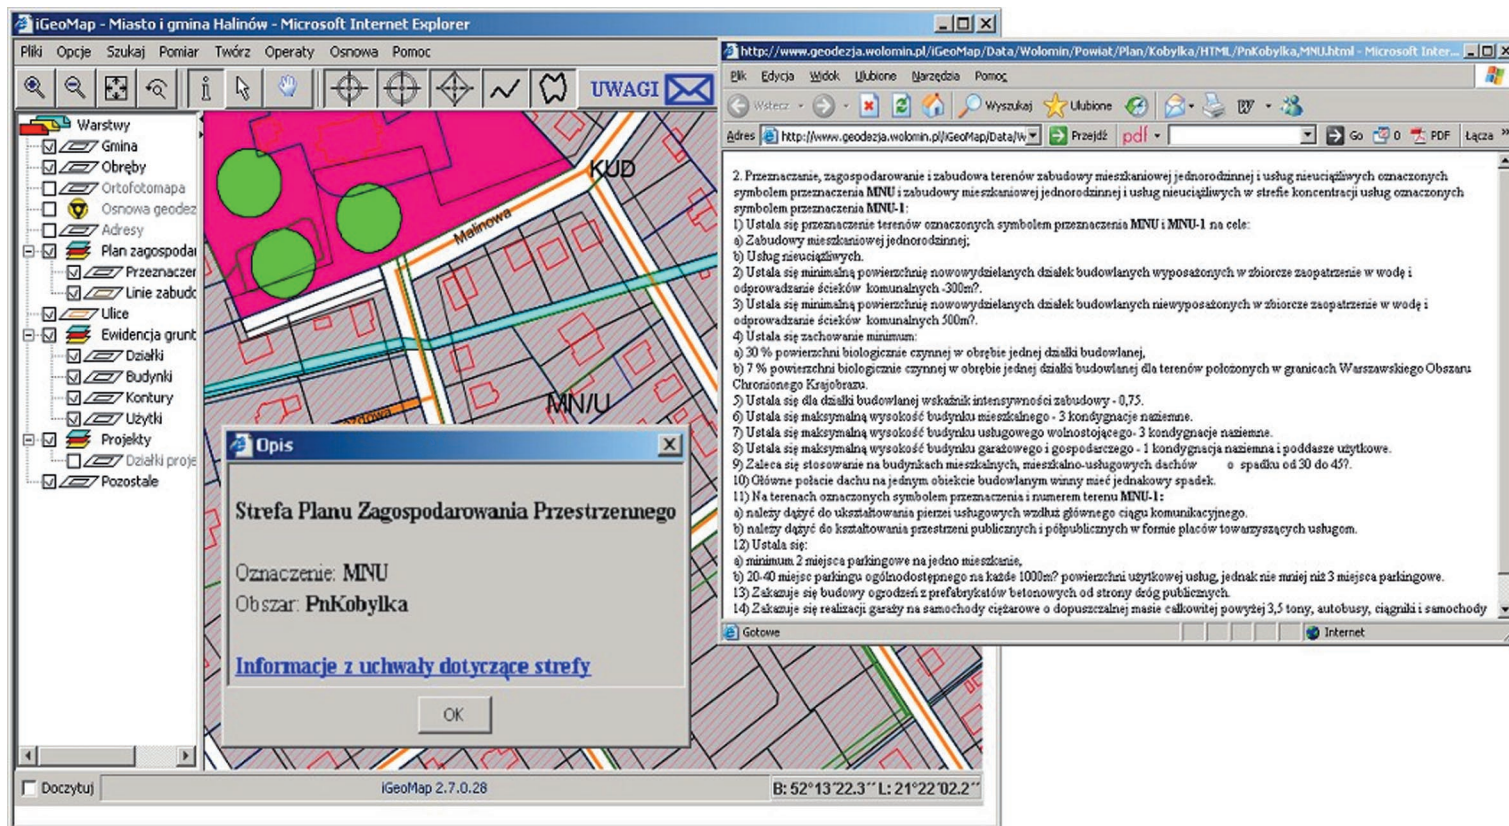 iGeoMap - Miasto i gmina Halinów - Microsoft Internet Explorer
Pliki Opcje Szukaj Pomiar Twórz Operaty Osnowa Pomoc
UWAGI
Warstwy
Gmina
Obręby
Ortofotomapa
Osnowa geodez
Adresy
Plan zagospodar
Przeznaczer
Linie zabudo
Ulice
Ewidencja grunt
Działki
Budynki
Kontury
Użytki
Projekty
Działki proje
Pozostałe
KUD
Malinowa
MN/U
Opis
Strefa Planu Zagospodarowania Przestrzennego
Oznaczenie: MNU
Obszar: PnKobylka
Informacje z uchwały dotyczące strefy
OK
Doczytuj
iGeoMap 2.7.0.28
B: 52°13'22.3'' L: 21°22'02.2''
http://www.geodezja.wolomin.pl/iGeoMap/Data/Wolomin/Powiat/Plan/Kobylka/HTML/PnKobylka,MNU.html - Microsoft Inter...
Plik Edycja Widok Ulubione Narzędzia Pomoc
Wstecz Wyszukaj Ulubione
Adres http://www.geodezja.wolomin.pl/iGeoMap/Data/W Przejdź pdf Go 0 PDF Łącza »
2. Przeznaczanie, zagospodarowanie i zabudowa terenów zabudowy mieszkaniowej jednorodzinnej i usług nieuciążliwych oznaczonych
symbolem przeznaczenia MNU i zabudowy mieszkaniowej jednorodzinnej i usług nieuciążliwych w strefie koncentracji usług oznaczonych
symbolem przeznaczenia MNU-1:
1) Ustala się przeznaczenie terenów oznaczonych symbolem przeznaczenia MNU i MNU-1 na cele:
a) Zabudowy mieszkaniowej jednorodzinnej;
b) Usług nieuciążliwych.
2) Ustala się minimalną powierzchnię nowowydzielanych działek budowlanych wyposażonych w zbiorcze zaopatrzenie w wodę i
odprowadzanie ścieków komunalnych -300m?.
3) Ustala się minimalną powierzchnię nowowydzielanych działek budowlanych niewyposażonych w zbiorcze zaopatrzenie w wodę i
odprowadzanie ścieków komunalnych 500m?.
4) Ustala się zachowanie minimum:
a) 30 % powierzchni biologicznie czynnej w obrębie jednej działki budowlanej,
b) 7 % powierzchni biologicznie czynnej w obrębie jednej działki budowlanej dla terenów położonych w granicach Warszawskiego Obszaru
Chronionego Krajobrazu.
5) Ustala się dla działki budowlanej wskaźnik intensywności zabudowy - 0,75.
6) Ustala się maksymalną wysokość budynku mieszkalnego - 3 kondygnacje naziemne.
7) Ustala się maksymalną wysokość budynku usługowego wolnostojącego- 3 kondygnacje naziemne.
8) Ustala się maksymalną wysokość budynku garażowego i gospodarczego - 1 kondygnacja naziemna i poddasze użytkowe.
9) Zaleca się stosowanie na budynkach mieszkalnych, mieszkalno-usługowych dachów o spadku od 30 do 45?.
10) Główne połacie dachu na jednym obiekcie budowlanym winny mieć jednakowy spadek.
11) Na terenach oznaczonych symbolem przeznaczenia i numerem terenu MNU-1:
a) należy dążyć do ukształtowania pierzei usługowych wzdłuż głównego ciągu komunikacyjnego.
b) należy dążyć do kształtowania przestrzeni publicznych i półpublicznych w formie placów towarzyszących usługom.
12) Ustala się:
a) minimum 2 miejsca parkingowe na jedno mieszkanie,
b) 20-40 miejsc parkingu ogólnodostępnego na każde 1000m? powierzchni użytkowej usług, jednak nie mniej niż 3 miejsca parkingowe.
13) Zakazuje się budowy ogrodzeń z prefabrykatów betonowych od strony dróg publicznych.
14) Zakazuje się realizacji garaży na samochody ciężarowe o dopuszczalnej masie całkowitej powyżej 3,5 tony, autobusy, ciągniki i samochody
Gotowe
Internet